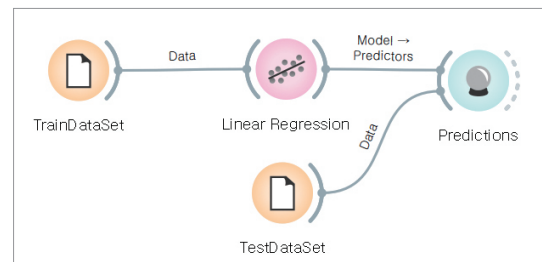 Data
Model →
Predictors
TrainDataSet
Linear Regression
Data
Predictions
TestDataSet